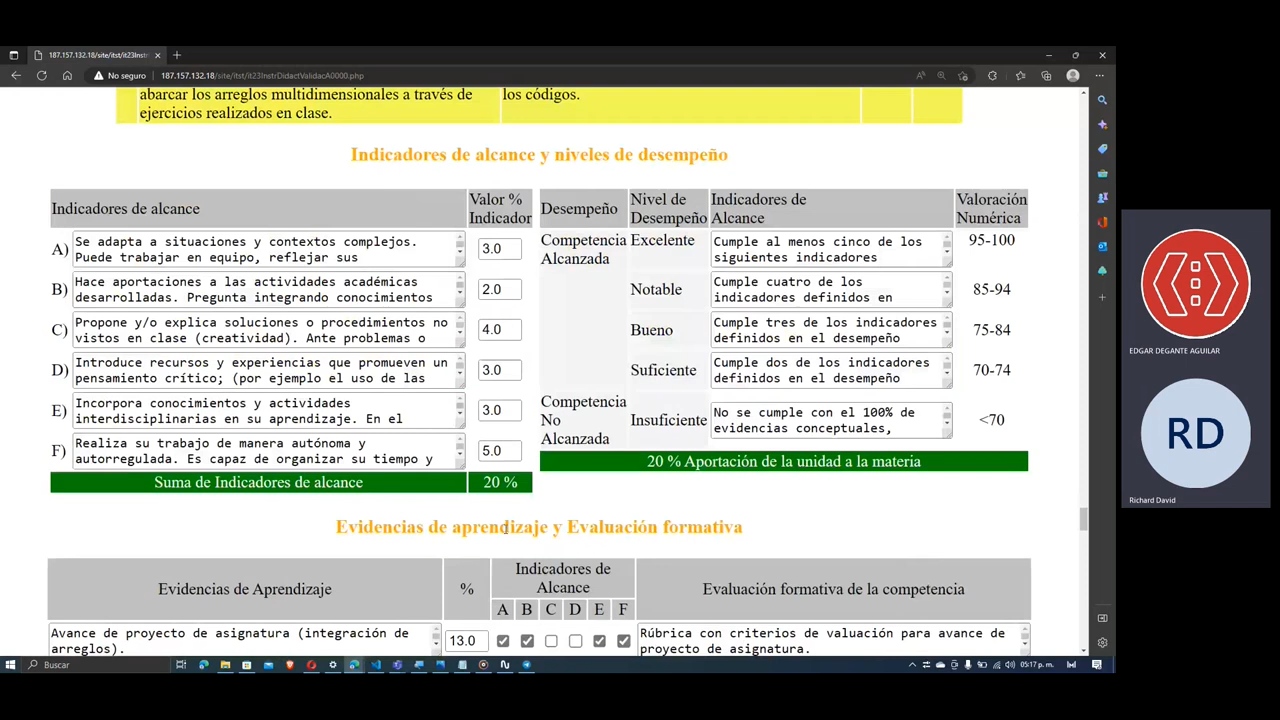 187.157.132.18/site/itst/it23Instr
No seguro
187.157.132.18/site/itst/it23InstrDidactValidacA0000.php
abarcar los arreglos multidimensionales a través de
ejercicios realizados en clase.
los códigos.
Indicadores de alcance y niveles de desempeño
Indicadores de alcance
Valor %
Indicador
A) Se adapta a situaciones y contextos complejos.
Puede trabajar en equipo, reflejar sus
3.0
B) Hace aportaciones a las actividades académicas
desarrolladas. Pregunta integrando conocimientos
2.0
C) Propone y/o explica soluciones o procedimientos no
vistos en clase (creatividad). Ante problemas o
4.0
D) Introduce recursos y experiencias que promueven un
pensamiento crítico; (por ejemplo el uso de las
3.0
E) Incorpora conocimientos y actividades
interdisciplinarias en su aprendizaje. En el
3.0
F) Realiza su trabajo de manera autónoma y
autorregulada. Es capaz de organizar su tiempo y
5.0
Suma de Indicadores de alcance
20 %
Desempeño
Nivel de
Desempeño
Indicadores de
Alcance
Valoración
Numérica
Competencia
Alcanzada
Excelente
Cumple al menos cinco de los
siguientes indicadores
95-100
Notable
Cumple cuatro de los
indicadores definidos en
85-94
Bueno
Cumple tres de los indicadores
definidos en el desempeño
75-84
Suficiente
Cumple dos de los indicadores
definidos en el desempeño
70-74
Competencia
No
Alcanzada
Insuficiente
No se cumple con el 100% de
evidencias conceptuales,
<70
20 % Aportación de la unidad a la materia
Evidencias de aprendizaje y Evaluación formativa
Evidencias de Aprendizaje
%
Indicadores de
Alcance
A B C D E F
Evaluación formativa de la competencia
Avance de proyecto de asignatura (integración de
arreglos).
13.0
Rúbrica con criterios de valuación para avance de
proyecto de asignatura.
EDGAR DEGANTE AGUILAR
RD
Richard David
Buscar
05:17 p. m.